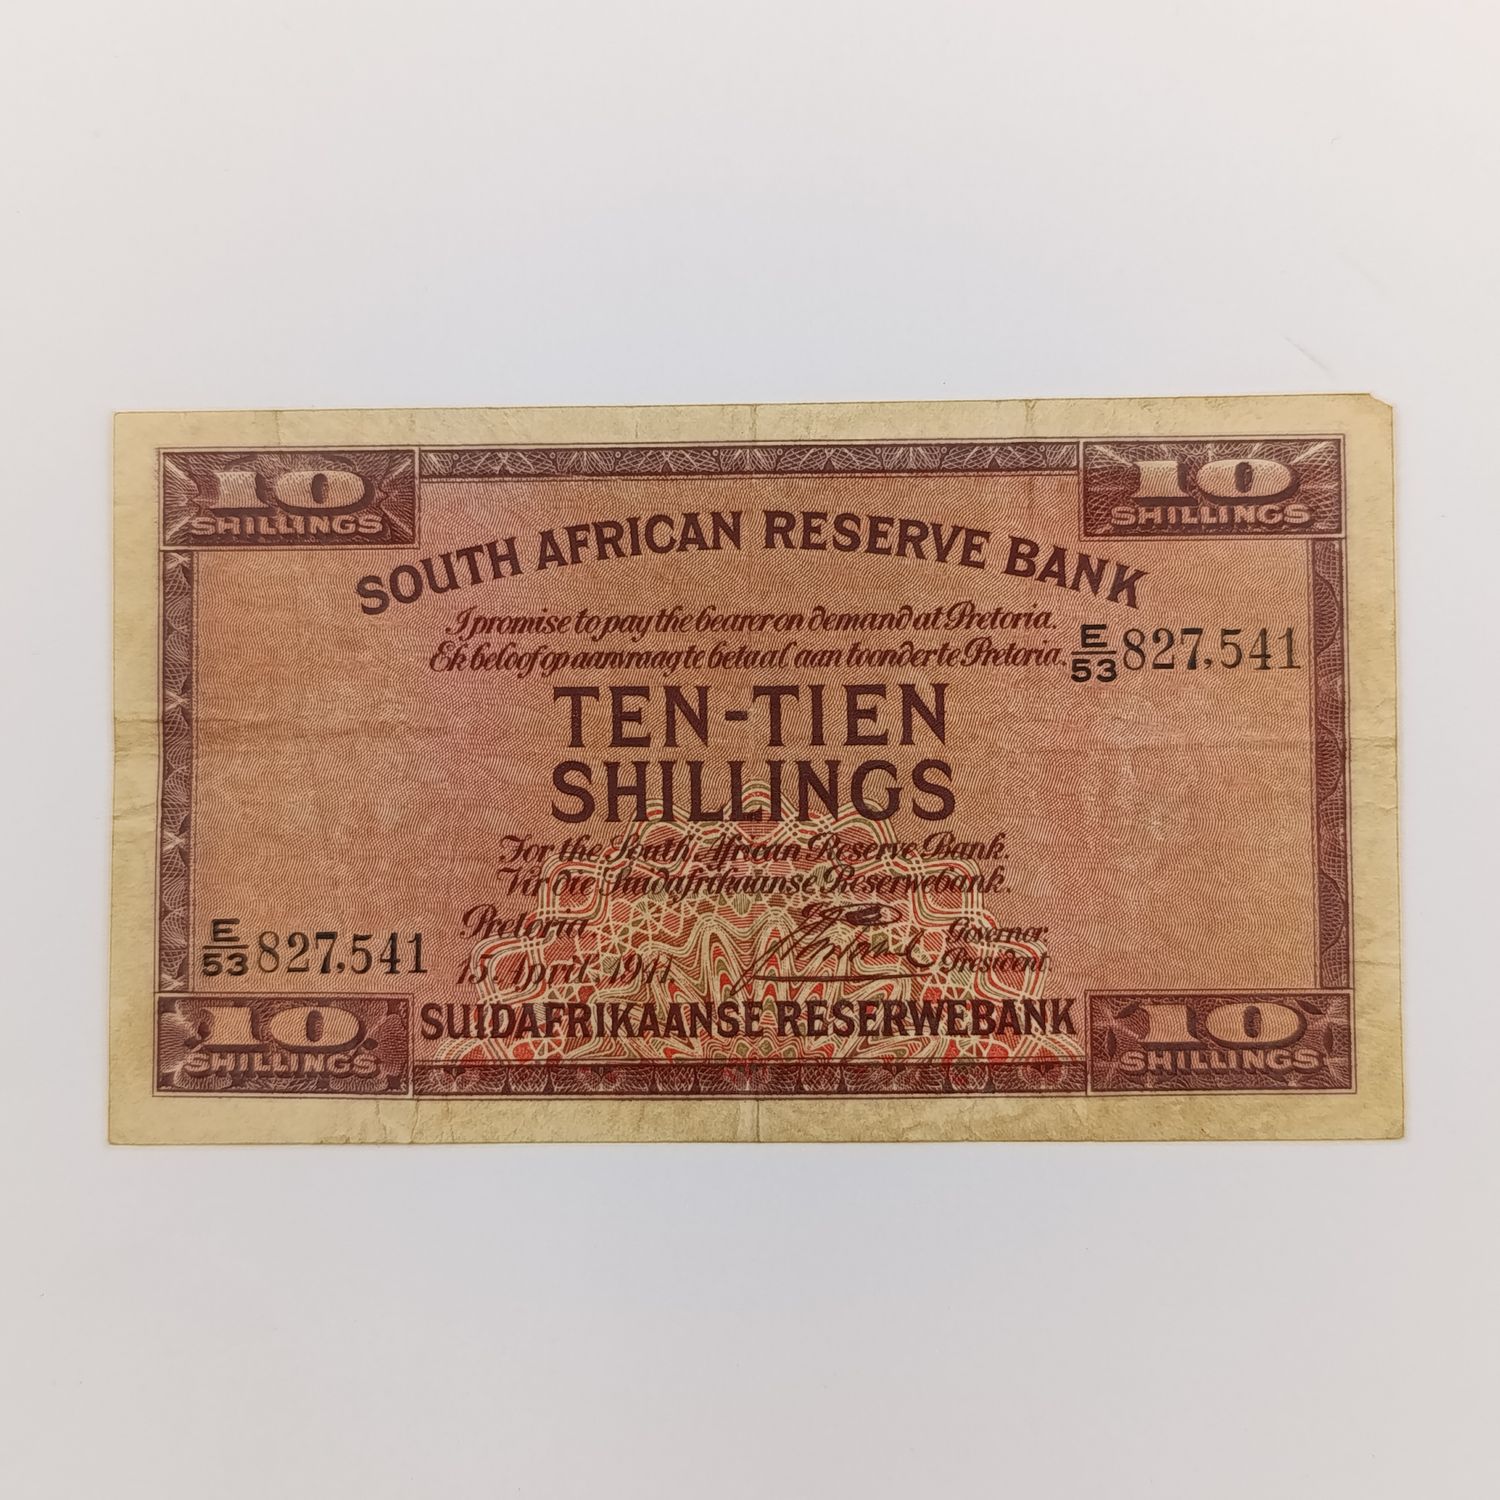 10 10
SHILLINGS SHILLINGS
SOUTH AFRICAN RESERVE BANK
I promise to pay the bearer on demand at Pretoria.
Ek beloof op aanvraag te betaal aan toonder te Pretoria.
E/53 827,541
TEN-TIEN
SHILLINGS
For the South African Reserve Bank.
Vir die Suidafrikaanse Reserwebank.
Pretoria
Governor.
E/53 827,541
15. April. 1941
President.
SUIDAFRIKAANSE RESERWEBANK
10 10
SHILLINGS SHILLINGS